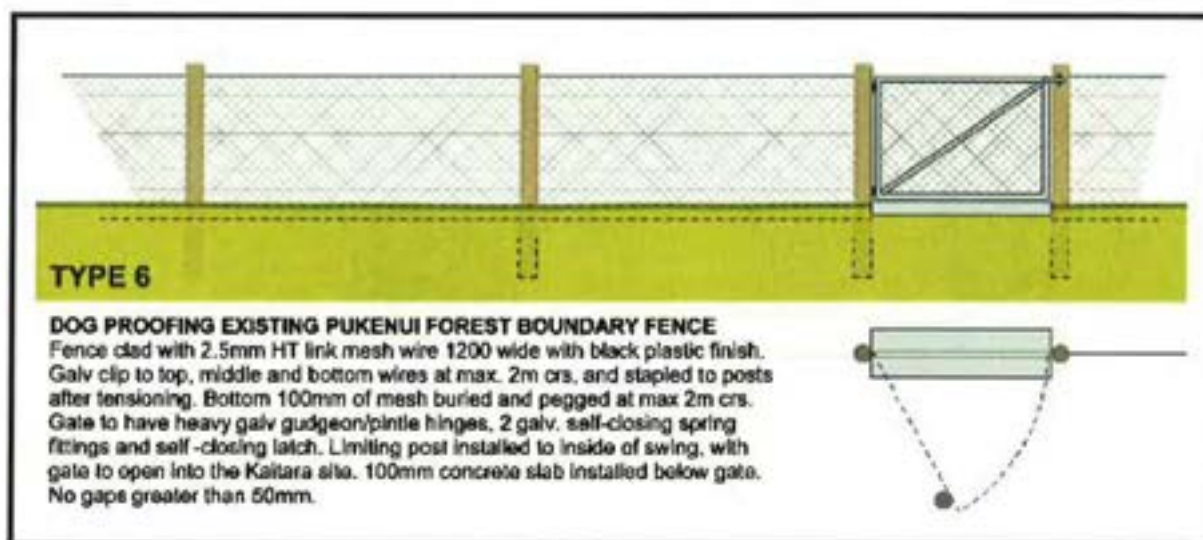 TYPE 6
DOG PROOFING EXISTING PUKENUI FOREST BOUNDARY FENCE
Fence clad with 2.5mm HT link mesh wire 1200 wide with black plastic finish.
Galv clip to top, middle and bottom wires at max. 2m crs, and stapled to posts
after tensioning. Bottom 100mm of mesh buried and pegged at max 2m crs.
Gate to have heavy galv gudgeon/pintle hinges, 2 galv. self-closing spring
fittings and self -closing latch. Limiting post installed to inside of swing, with
gate to open into the Kaitara site. 100mm concrete slab installed below gate.
No gaps greater than 50mm.